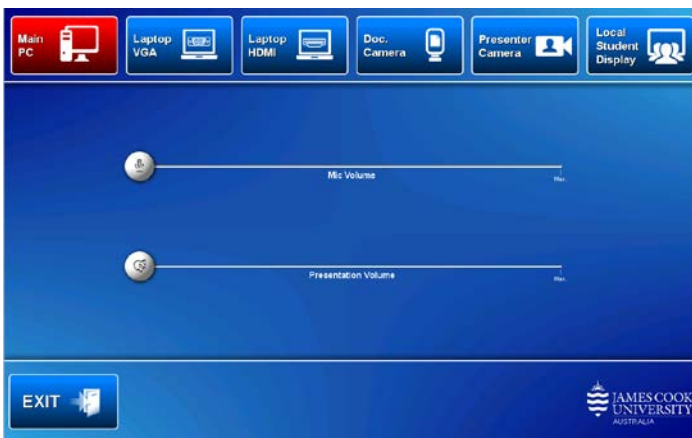 Main
PC
Laptop
VGA
Laptop
HDMI
Doc.
Camera
Presenter
Camera
Local
Student
Display
Mic Volume
Max.
Presentation Volume
Max.
EXIT
JAMES COOK
UNIVERSITY
AUSTRALIA